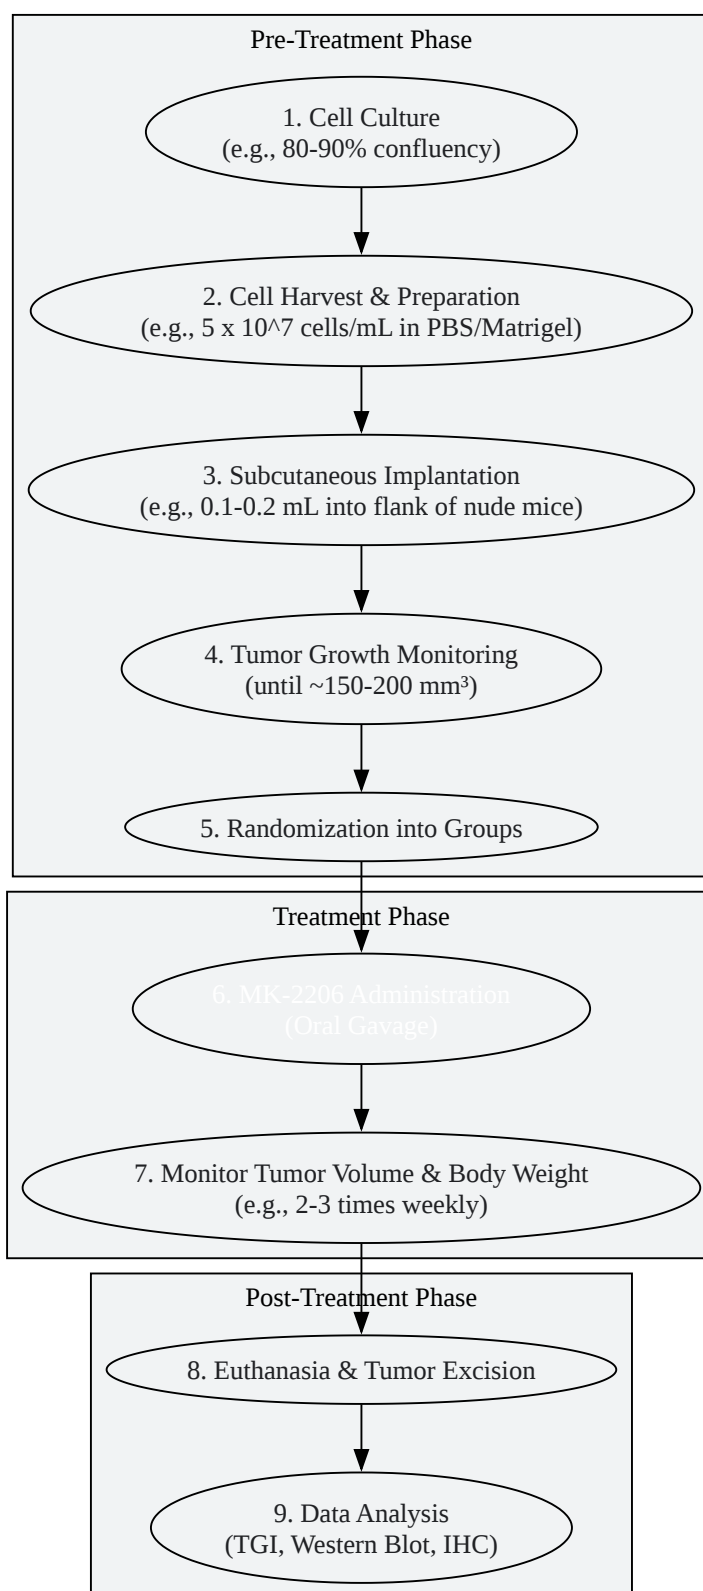 Pre-Treatment Phase
1. Cell Culture
(e.g., 80-90% confluency)
2. Cell Harvest & Preparation
(e.g., 5 x 10^7 cells/mL in PBS/Matrigel)
3. Subcutaneous Implantation
(e.g., 0.1-0.2 mL into flank of nude mice)
4. Tumor Growth Monitoring
(until ~150-200 mm³)
5. Randomization into Groups
Treatment Phase
6. MK-2206 Administration
(Oral Gavage)
7. Monitor Tumor Volume & Body Weight
(e.g., 2-3 times weekly)
Post-Treatment Phase
8. Euthanasia & Tumor Excision
9. Data Analysis
(TGI, Western Blot, IHC)